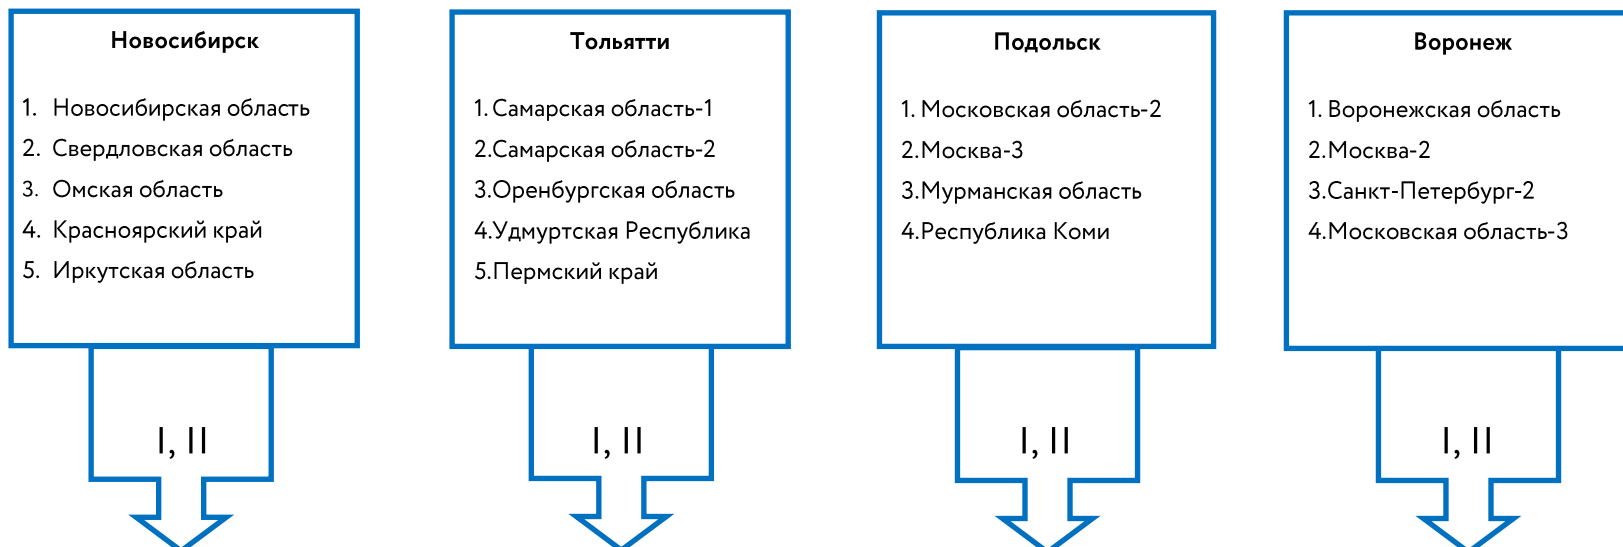 Новосибирск
1. Новосибирская область
2. Свердловская область
3. Омская область
4. Красноярский край
5. Иркутская область
I, II
Тольятти
1. Самарская область-1
2.Самарская область-2
3.Оренбургская область
4.Удмуртская Республика
5.Пермский край
I, II
Подольск
1. Московская область-2
2.Москва-3
3.Мурманская область
4.Республика Коми
I, II
Воронеж
1. Воронежская область
2.Москва-2
3.Санкт-Петербург-2
4.Московская область-3
I, II